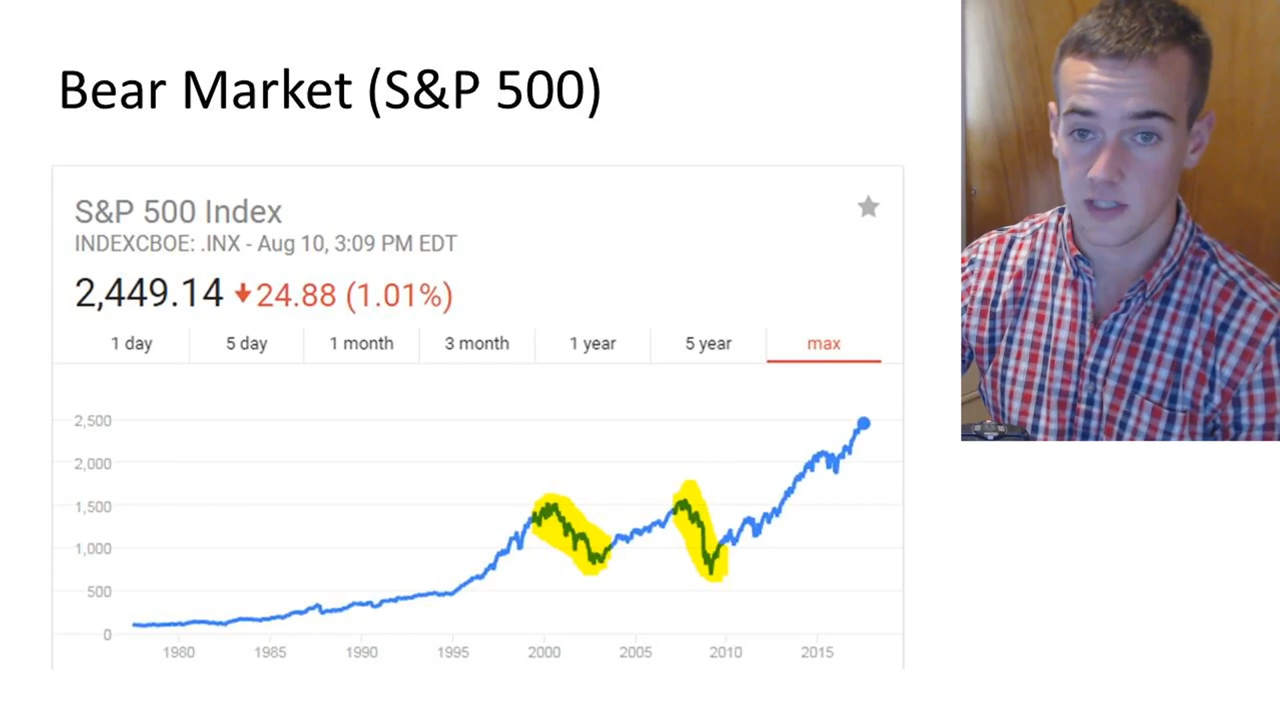 Bear Market (S&P 500)
S&P 500 Index
INDEXCBOE: .INX - Aug 10, 3:09 PM EDT
2,449.14 24.88 (1.01%)
1 day 5 day 1 month 3 month 1 year 5 year max
2,500
2,000
1,500
1,000
500
0
1980 1985 1990 1995 2000 2005 2010 2015